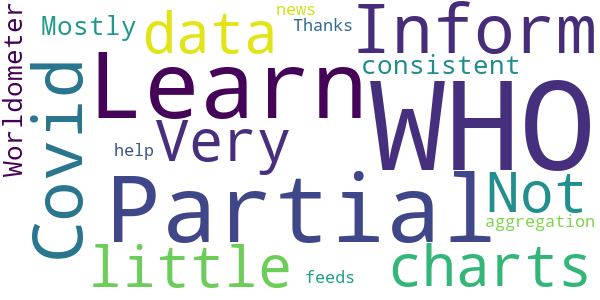 Worldometer
Mostly
data
news
Thanks
Inform
Covid
Learn
consistent
WHO
help
Very
Partial
Not
aggregation
little
feeds
charts